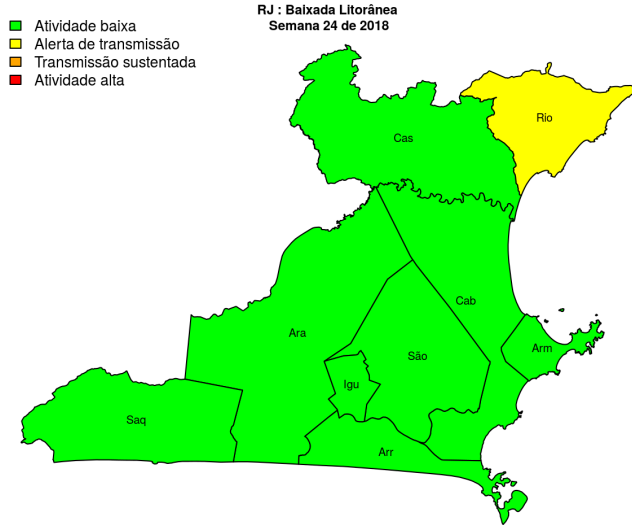 RJ : Baixada Litorânea
Semana 24 de 2018
Atividade baixa
Alerta de transmissão
Transmissão sustentada
Atividade alta
Rio
Cas
Cab
Ara
Arm
São
Igu
Saq
Arr